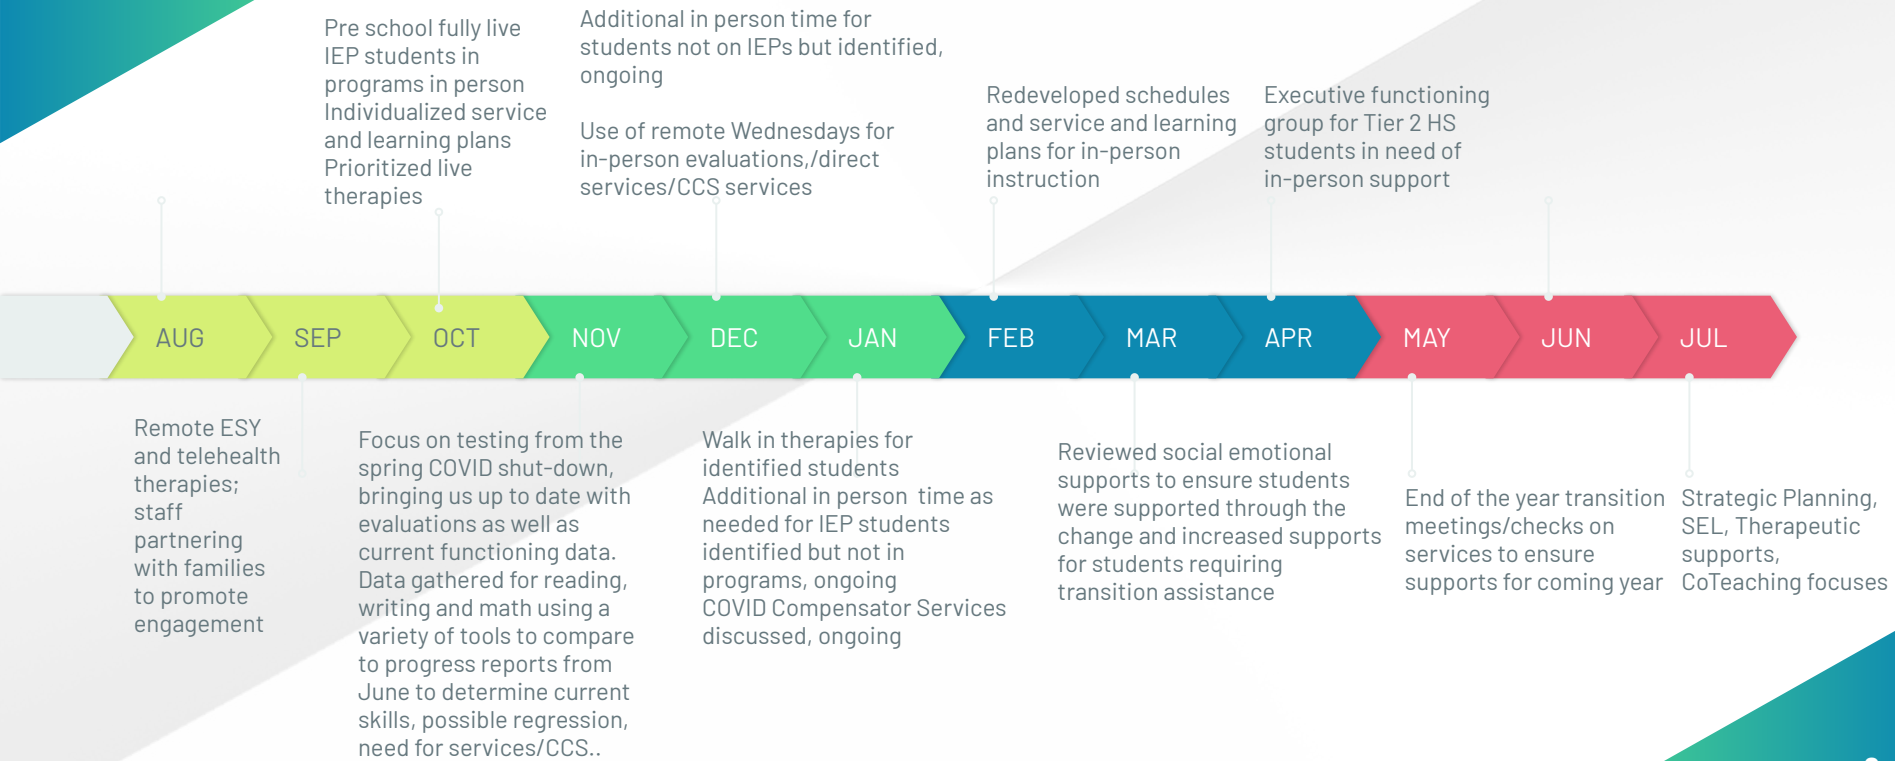 Pre school fully live
IEP students in
programs in person
Individualized service
and learning plans
Prioritized live
therapies
Additional in person time for
students not on IEPs but identified,
ongoing
Use of remote Wednesdays for
in-person evaluations,/direct
services/CCS services
Redeveloped schedules
and service and learning
plans for in-person
instruction
Executive functioning
group for Tier 2 HS
students in need of
in-person support
AUG
SEP
OCT
NOV
DEC
JAN
FEB
MAR
APR
MAY
JUN
JUL
Remote ESY
and telehealth
therapies;
staff
partnering
with families
to promote
engagement
Focus on testing from the
spring COVID shut-down,
bringing us up to date with
evaluations as well as
current functioning data.
Data gathered for reading,
writing and math using a
variety of tools to compare
to progress reports from
June to determine current
skills, possible regression,
need for services/CCS..
Walk in therapies for
identified students
Additional in person  time as
needed for IEP students
identified but not in
programs, ongoing
COVID Compensator Services
discussed, ongoing
Reviewed social emotional
supports to ensure students
were supported through the
change and increased supports
for students requiring
transition assistance
End of the year transition
meetings/checks on
services to ensure
supports for coming year
Strategic Planning,
SEL, Therapeutic
supports,
CoTeaching focuses